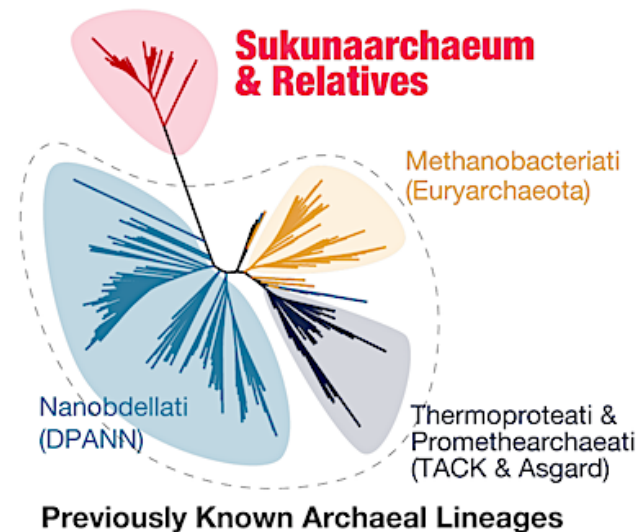 Sukunaarchaeum
& Relatives
Methanobacteriati
(Euryarchaeota)
Nanobdellati
(DPANN)
Thermoproteati &
Promethearchaeati
(TACK & Asgard)
Previously Known Archaeal Lineages